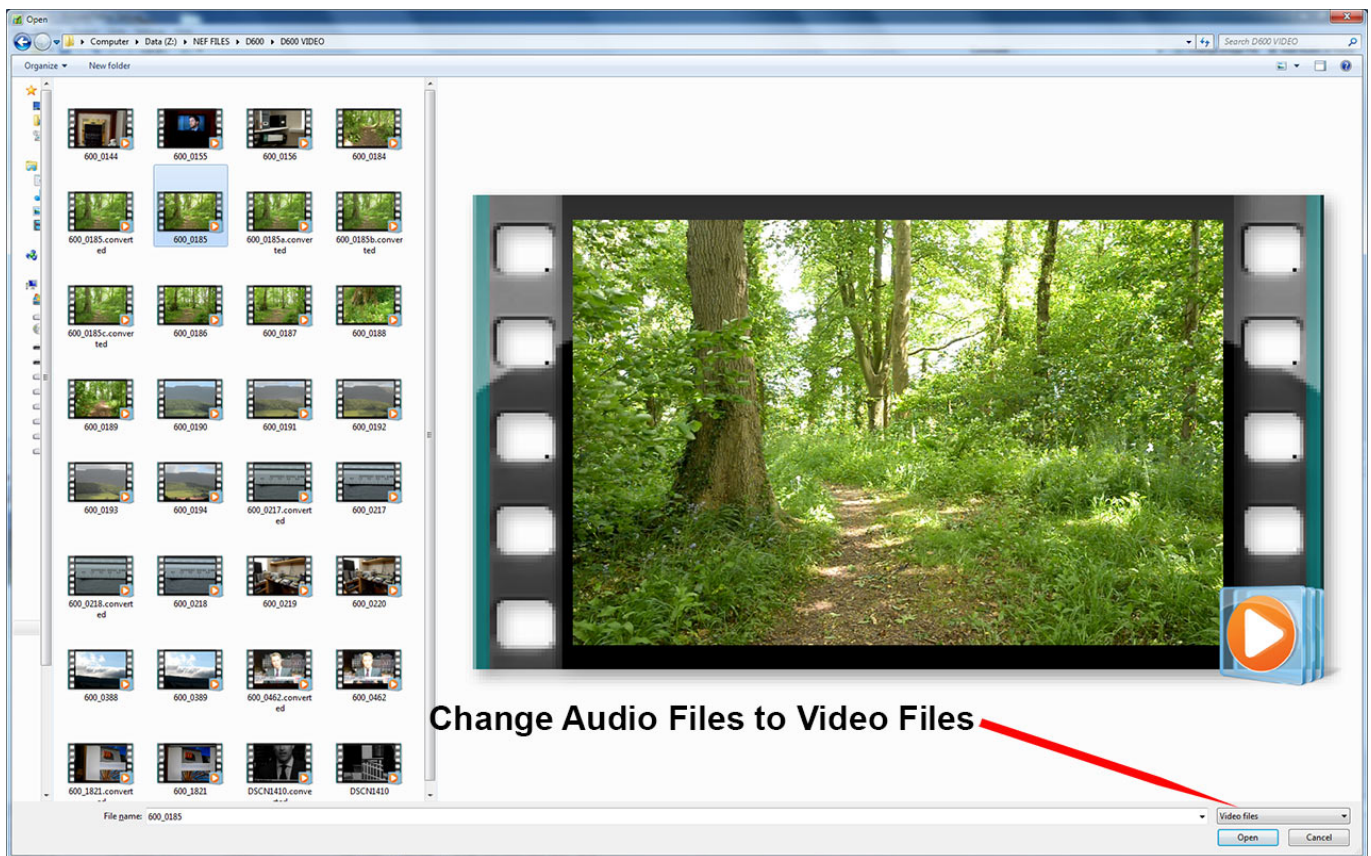 Open
Computer Data (Z:) NEF FILES D600 D600 VIDEO
Search D600 VIDEO
Organize New folder
600_0144 600_0155 600_0156 600_0184
600_0185.convert 600_0185 600_0185a.conver 600_0185b.conver
ed ted ted
600_0185c.conver 600_0186 600_0187 600_0188
ted
600_0189 600_0190 600_0191 600_0192
600_0193 600_0194 600_0217.convert 600_0217
ed
600_0218.convert 600_0218 600_0219 600_0220
ed
600_0388 600_0389 600_0462.convert 600_0462
ed
Change Audio Files to Video Files
600_1821.convert 600_1821 DSCN1410.conve DSCN1410
File name: 600_0185
Video files
Open Cancel